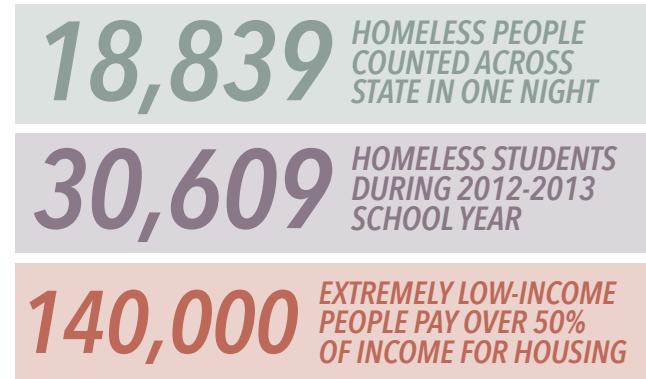 18,839 HOMELESS PEOPLE
COUNTED ACROSS
STATE IN ONE NIGHT
30,609 HOMELESS STUDENTS
DURING 2012-2013
SCHOOL YEAR
140,000 EXTREMELY LOW-INCOME
PEOPLE PAY OVER 50%
OF INCOME FOR HOUSING